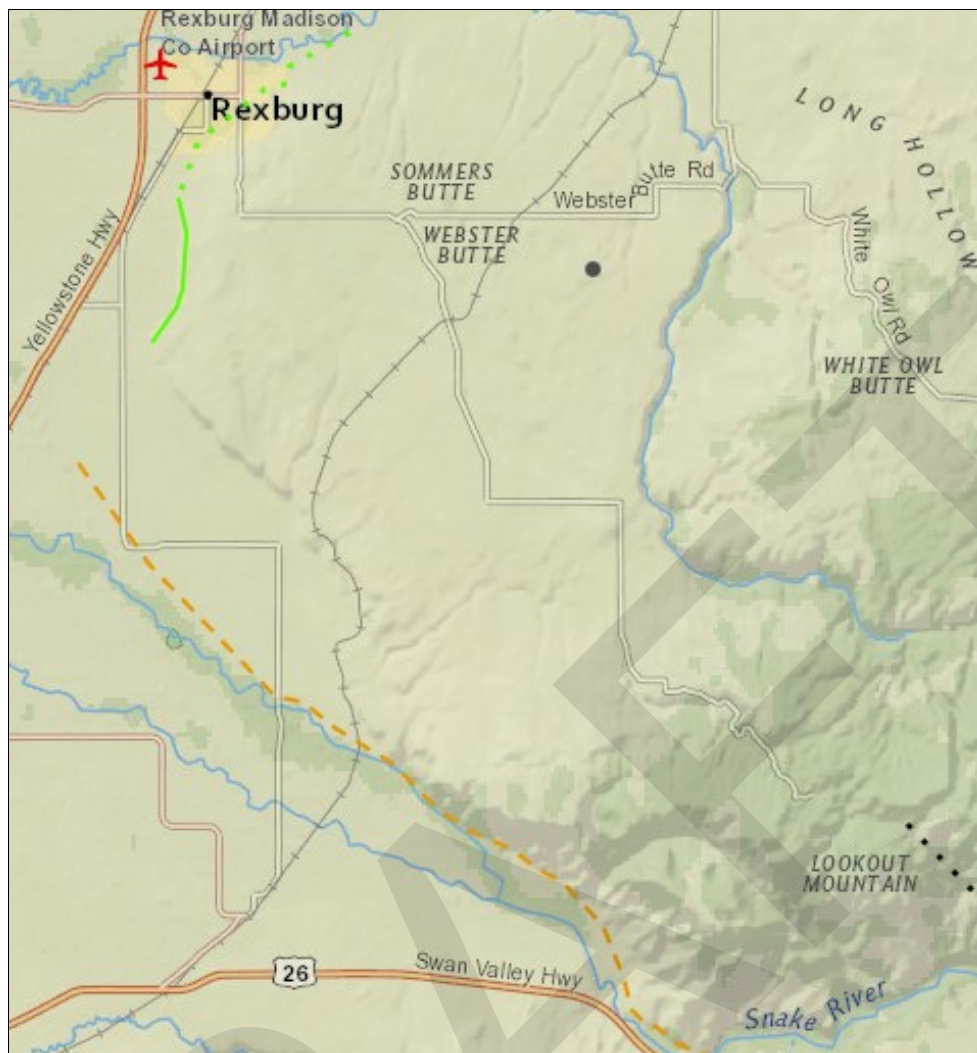 Rexburg Madison
Co Airport
Rexburg
LONG HOLLOW
SOMMERS
BUTTE
Webster Butte Rd
WEBSTER
BUTTE
White Owl Rd
Yellowstone Hwy
WHITE OWL
BUTTE
LOOKOUT
MOUNTAIN
Swan Valley Hwy
26
Snake River